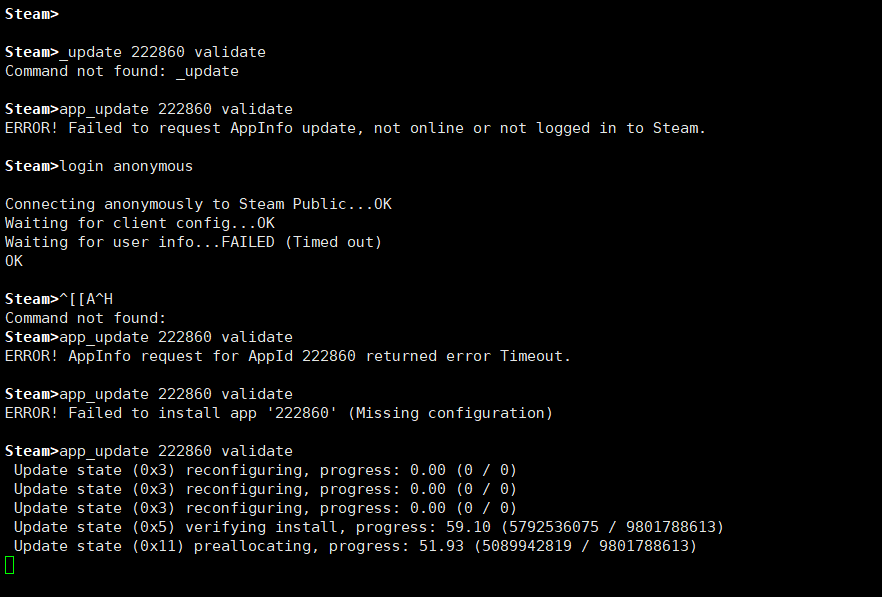 Steam>
Steam>_update 222860 validate
Command not found: _update
Steam>app_update 222860 validate
ERROR! Failed to request AppInfo update, not online or not logged in to Steam.
Steam>login anonymous
Connecting anonymously to Steam Public...OK
Waiting for client config...OK
Waiting for user info...FAILED (Timed out)
OK
Steam>^[[A^H
Command not found:
Steam>app_update 222860 validate
ERROR! AppInfo request for AppId 222860 returned error Timeout.
Steam>app_update 222860 validate
ERROR! Failed to install app '222860' (Missing configuration)
Steam>app_update 222860 validate
Update state (0x3) reconfiguring, progress: 0.00 (0 / 0)
Update state (0x3) reconfiguring, progress: 0.00 (0 / 0)
Update state (0x3) reconfiguring, progress: 0.00 (0 / 0)
Update state (0x5) verifying install, progress: 59.10 (5792536075 / 9801788613)
Update state (0x11) preallocating, progress: 51.93 (5089942819 / 9801788613)